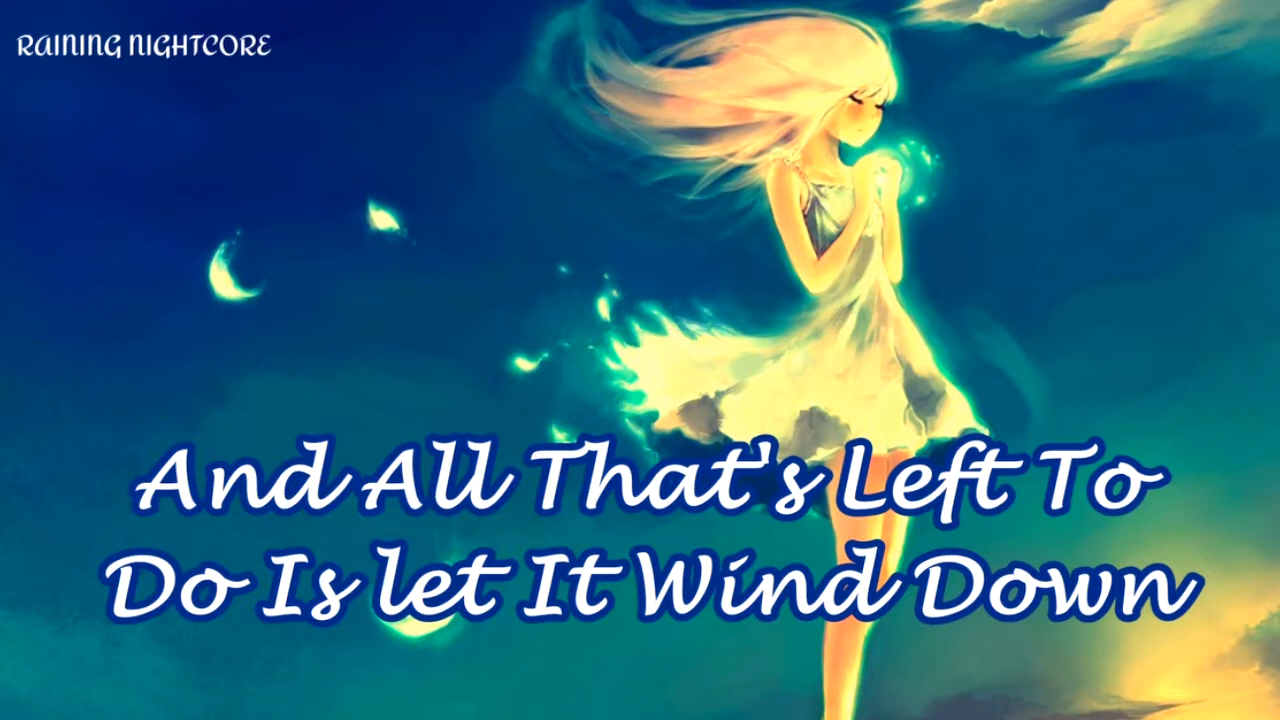 RAINING NIGHTCORE
And All That's Left To
Do Is let It Wind Down